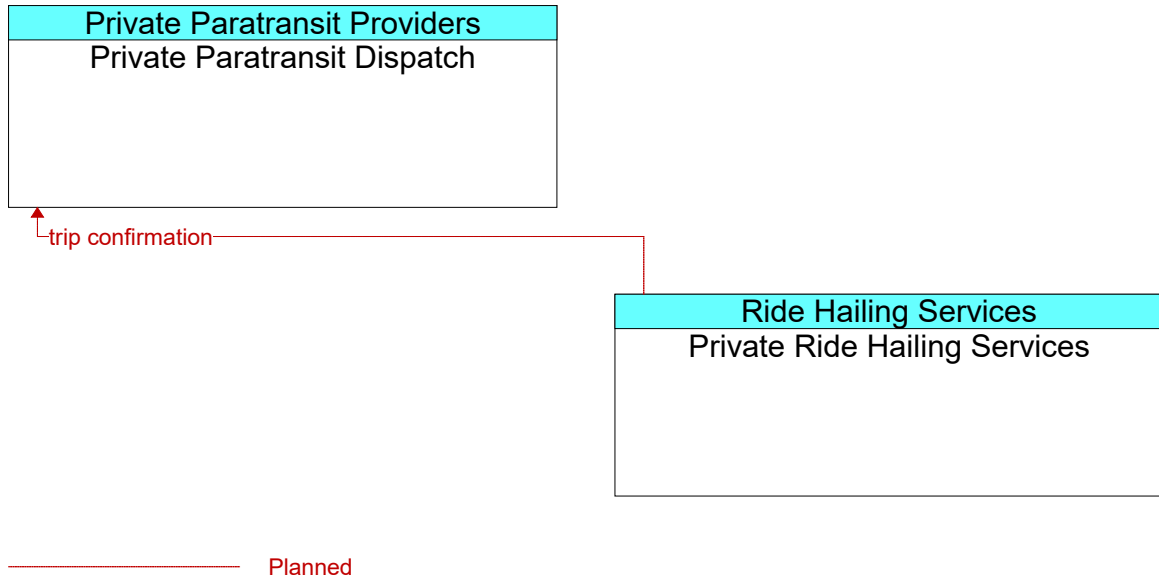 Private Paratransit Providers
Private Paratransit Dispatch
trip confirmation
Ride Hailing Services
Private Ride Hailing Services
Planned